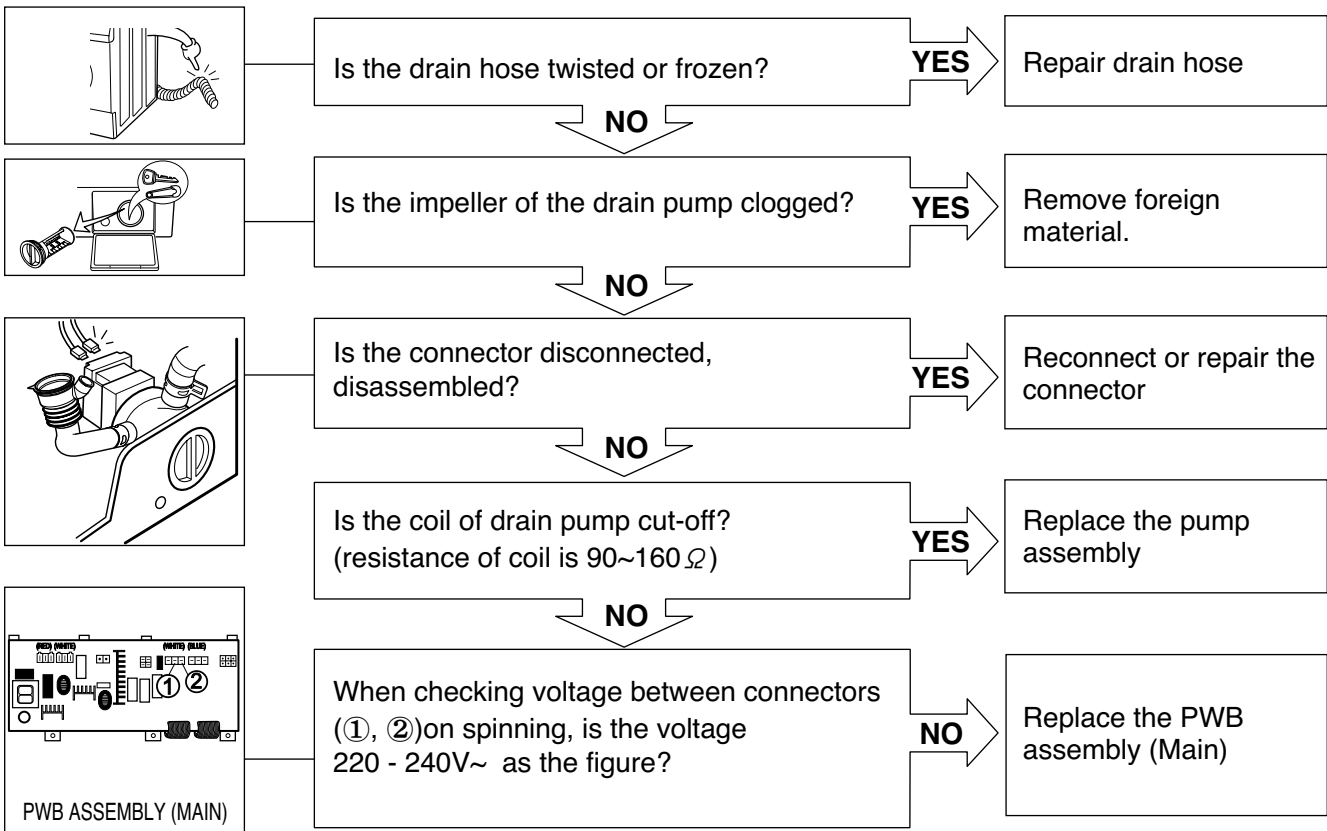 Is the drain hose twisted or frozen?
YES
Repair drain hose
NO
Is the impeller of the drain pump clogged?
YES
Remove foreign
material.
NO
Is the connector disconnected,
disassembled?
YES
Reconnect or repair the
connector
NO
Is the coil of drain pump cut-off?
(resistance of coil is 90~160 Ω)
YES
Replace the pump
assembly
NO
(RED) (WHITE) (WHITE) (BLUE)
① ②
PWB ASSEMBLY (MAIN)
When checking voltage between connectors
(①, ②)on spinning, is the voltage
220 - 240V~ as the figure?
NO
Replace the PWB
assembly (Main)